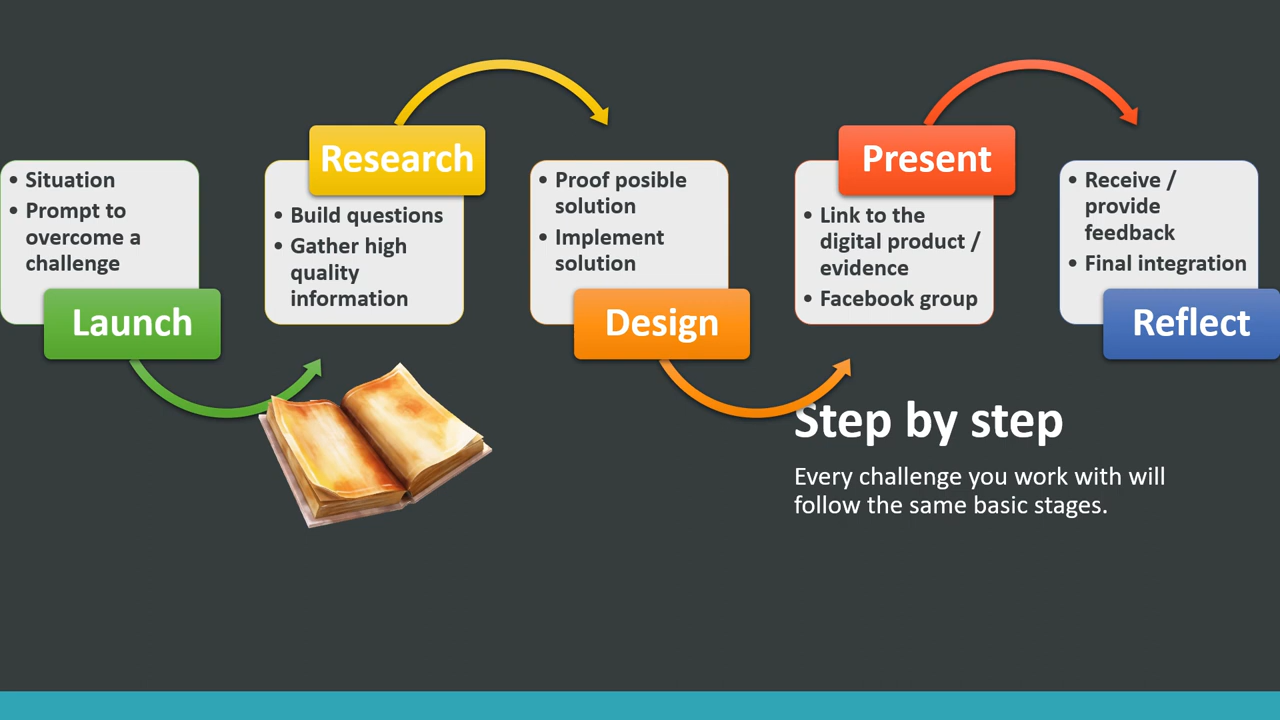 • Situation
• Prompt to
overcome a
challenge
Launch
Research
• Build questions
• Gather high
quality
information
• Proof posible
solution
• Implement
solution
Design
Present
• Link to the
digital product /
evidence
• Facebook group
• Receive /
provide
feedback
• Final integration
Reflect
Step by step
Every challenge you work with will
follow the same basic stages.